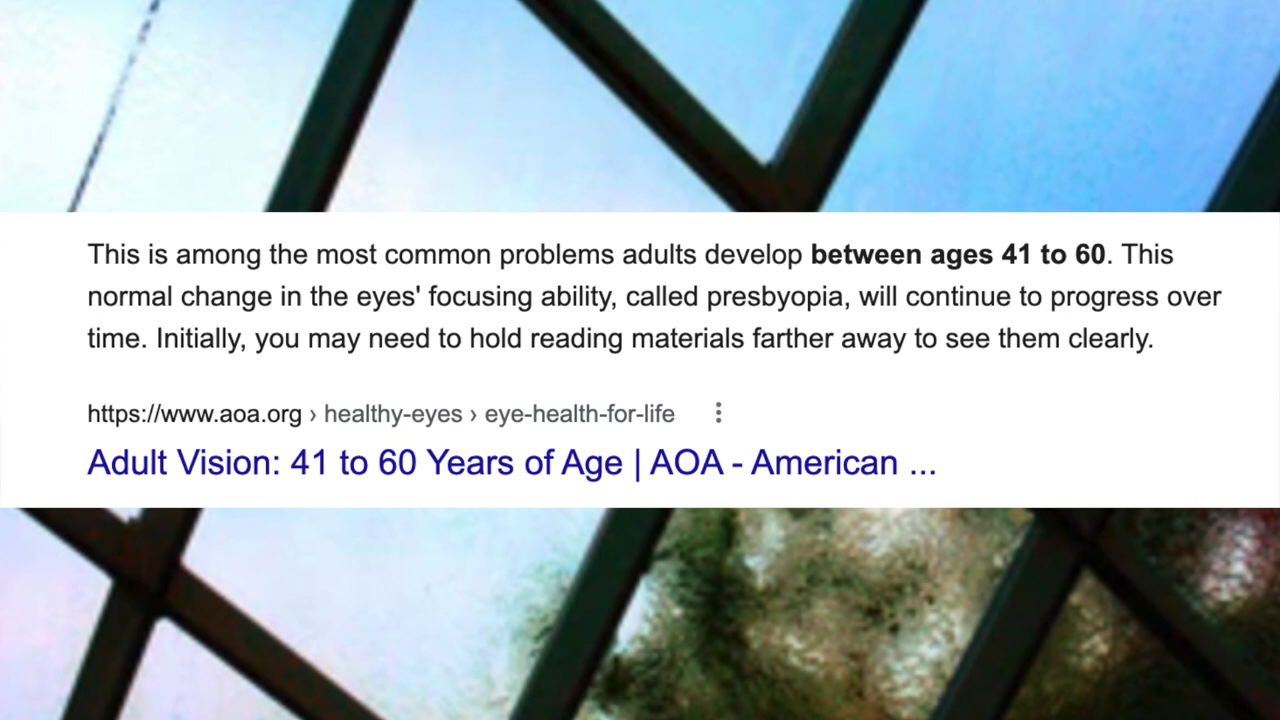 This is among the most common problems adults develop between ages 41 to 60. This
normal change in the eyes' focusing ability, called presbyopia, will continue to progress over
time. Initially, you may need to hold reading materials farther away to see them clearly.
https://www.aoa.org › healthy-eyes › eye-health-for-life
Adult Vision: 41 to 60 Years of Age | AOA - American ...